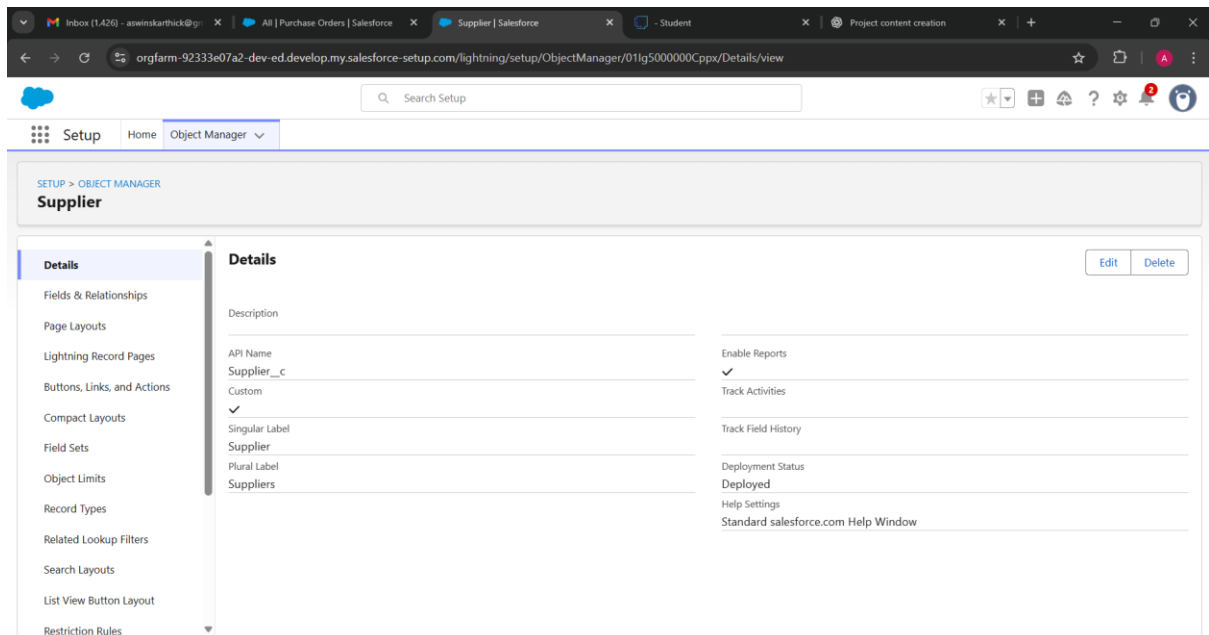 Inbox (1,426) - aswinskarthick@gn
All | Purchase Orders | Salesforce
Supplier | Salesforce
- Student
Project content creation
orgfarm-92333e07a2-dev-ed.develop.my.salesforce-setup.com/lightning/setup/ObjectManager/01Ig5000000Cppx/Details/view
A
Search Setup
2
Setup
Home
Object Manager
SETUP > OBJECT MANAGER
Supplier
Details
Fields & Relationships
Page Layouts
Lightning Record Pages
Buttons, Links, and Actions
Compact Layouts
Field Sets
Object Limits
Record Types
Related Lookup Filters
Search Layouts
List View Button Layout
Restriction Rules
Details
Edit
Delete
Description
API Name
Supplier__c
Custom
Singular Label
Supplier
Plural Label
Suppliers
Enable Reports
Track Activities
Track Field History
Deployment Status
Deployed
Help Settings
Standard salesforce.com Help Window